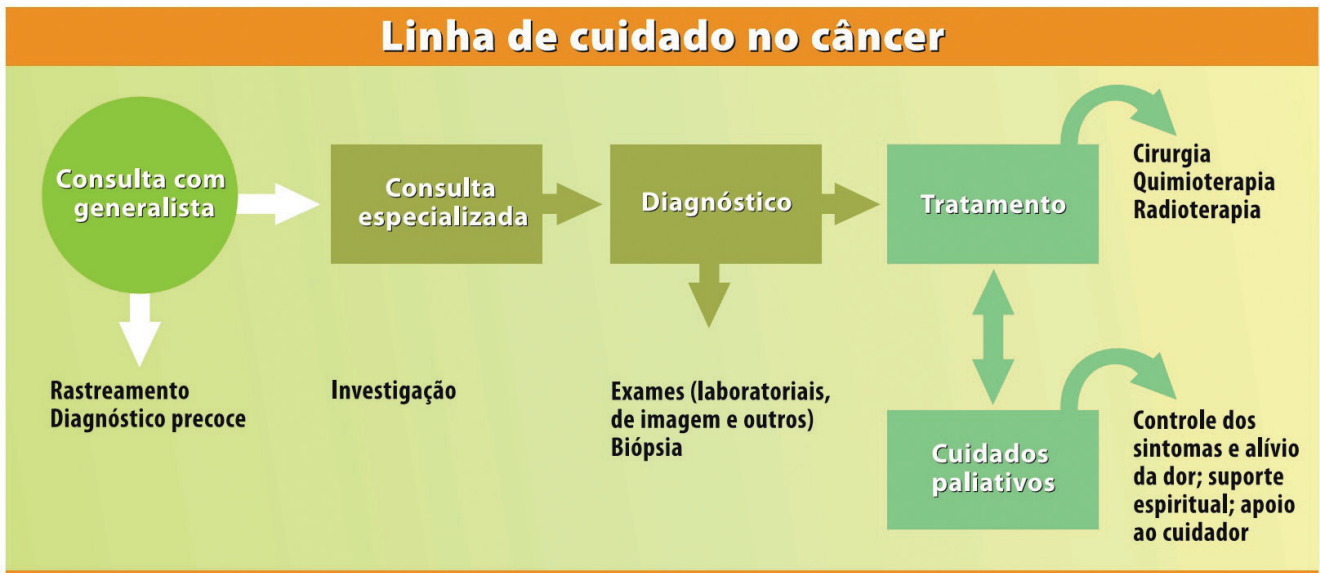 Linha de cuidado no câncer
Consulta com
generalista
Rastreamento
Diagnóstico precoce
Consulta
especializada
Investigação
Diagnóstico
Exames (laboratoriais,
de imagem e outros)
Biópsia
Tratamento
Cirurgia
Quimioterapia
Radioterapia
Cuidados
paliativos
Controle dos
sintomas e alívio
da dor; suporte
espiritual; apoio
ao cuidador